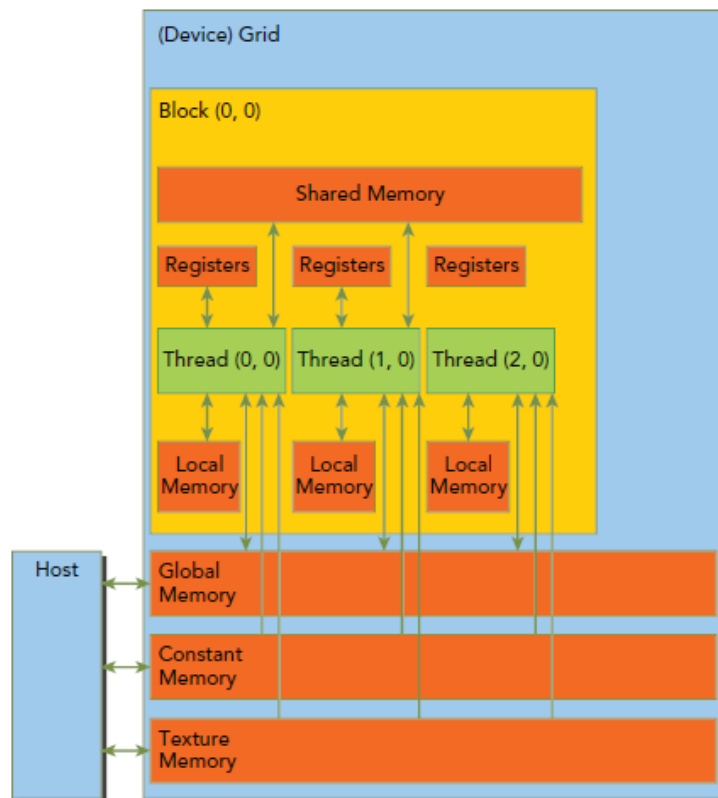 (Device) Grid
Block (0, 0)
Shared Memory
Registers
Registers
Registers
Thread (0, 0)
Thread (1, 0)
Thread (2, 0)
Local
Memory
Local
Memory
Local
Memory
Host
Global
Memory
Constant
Memory
Texture
Memory